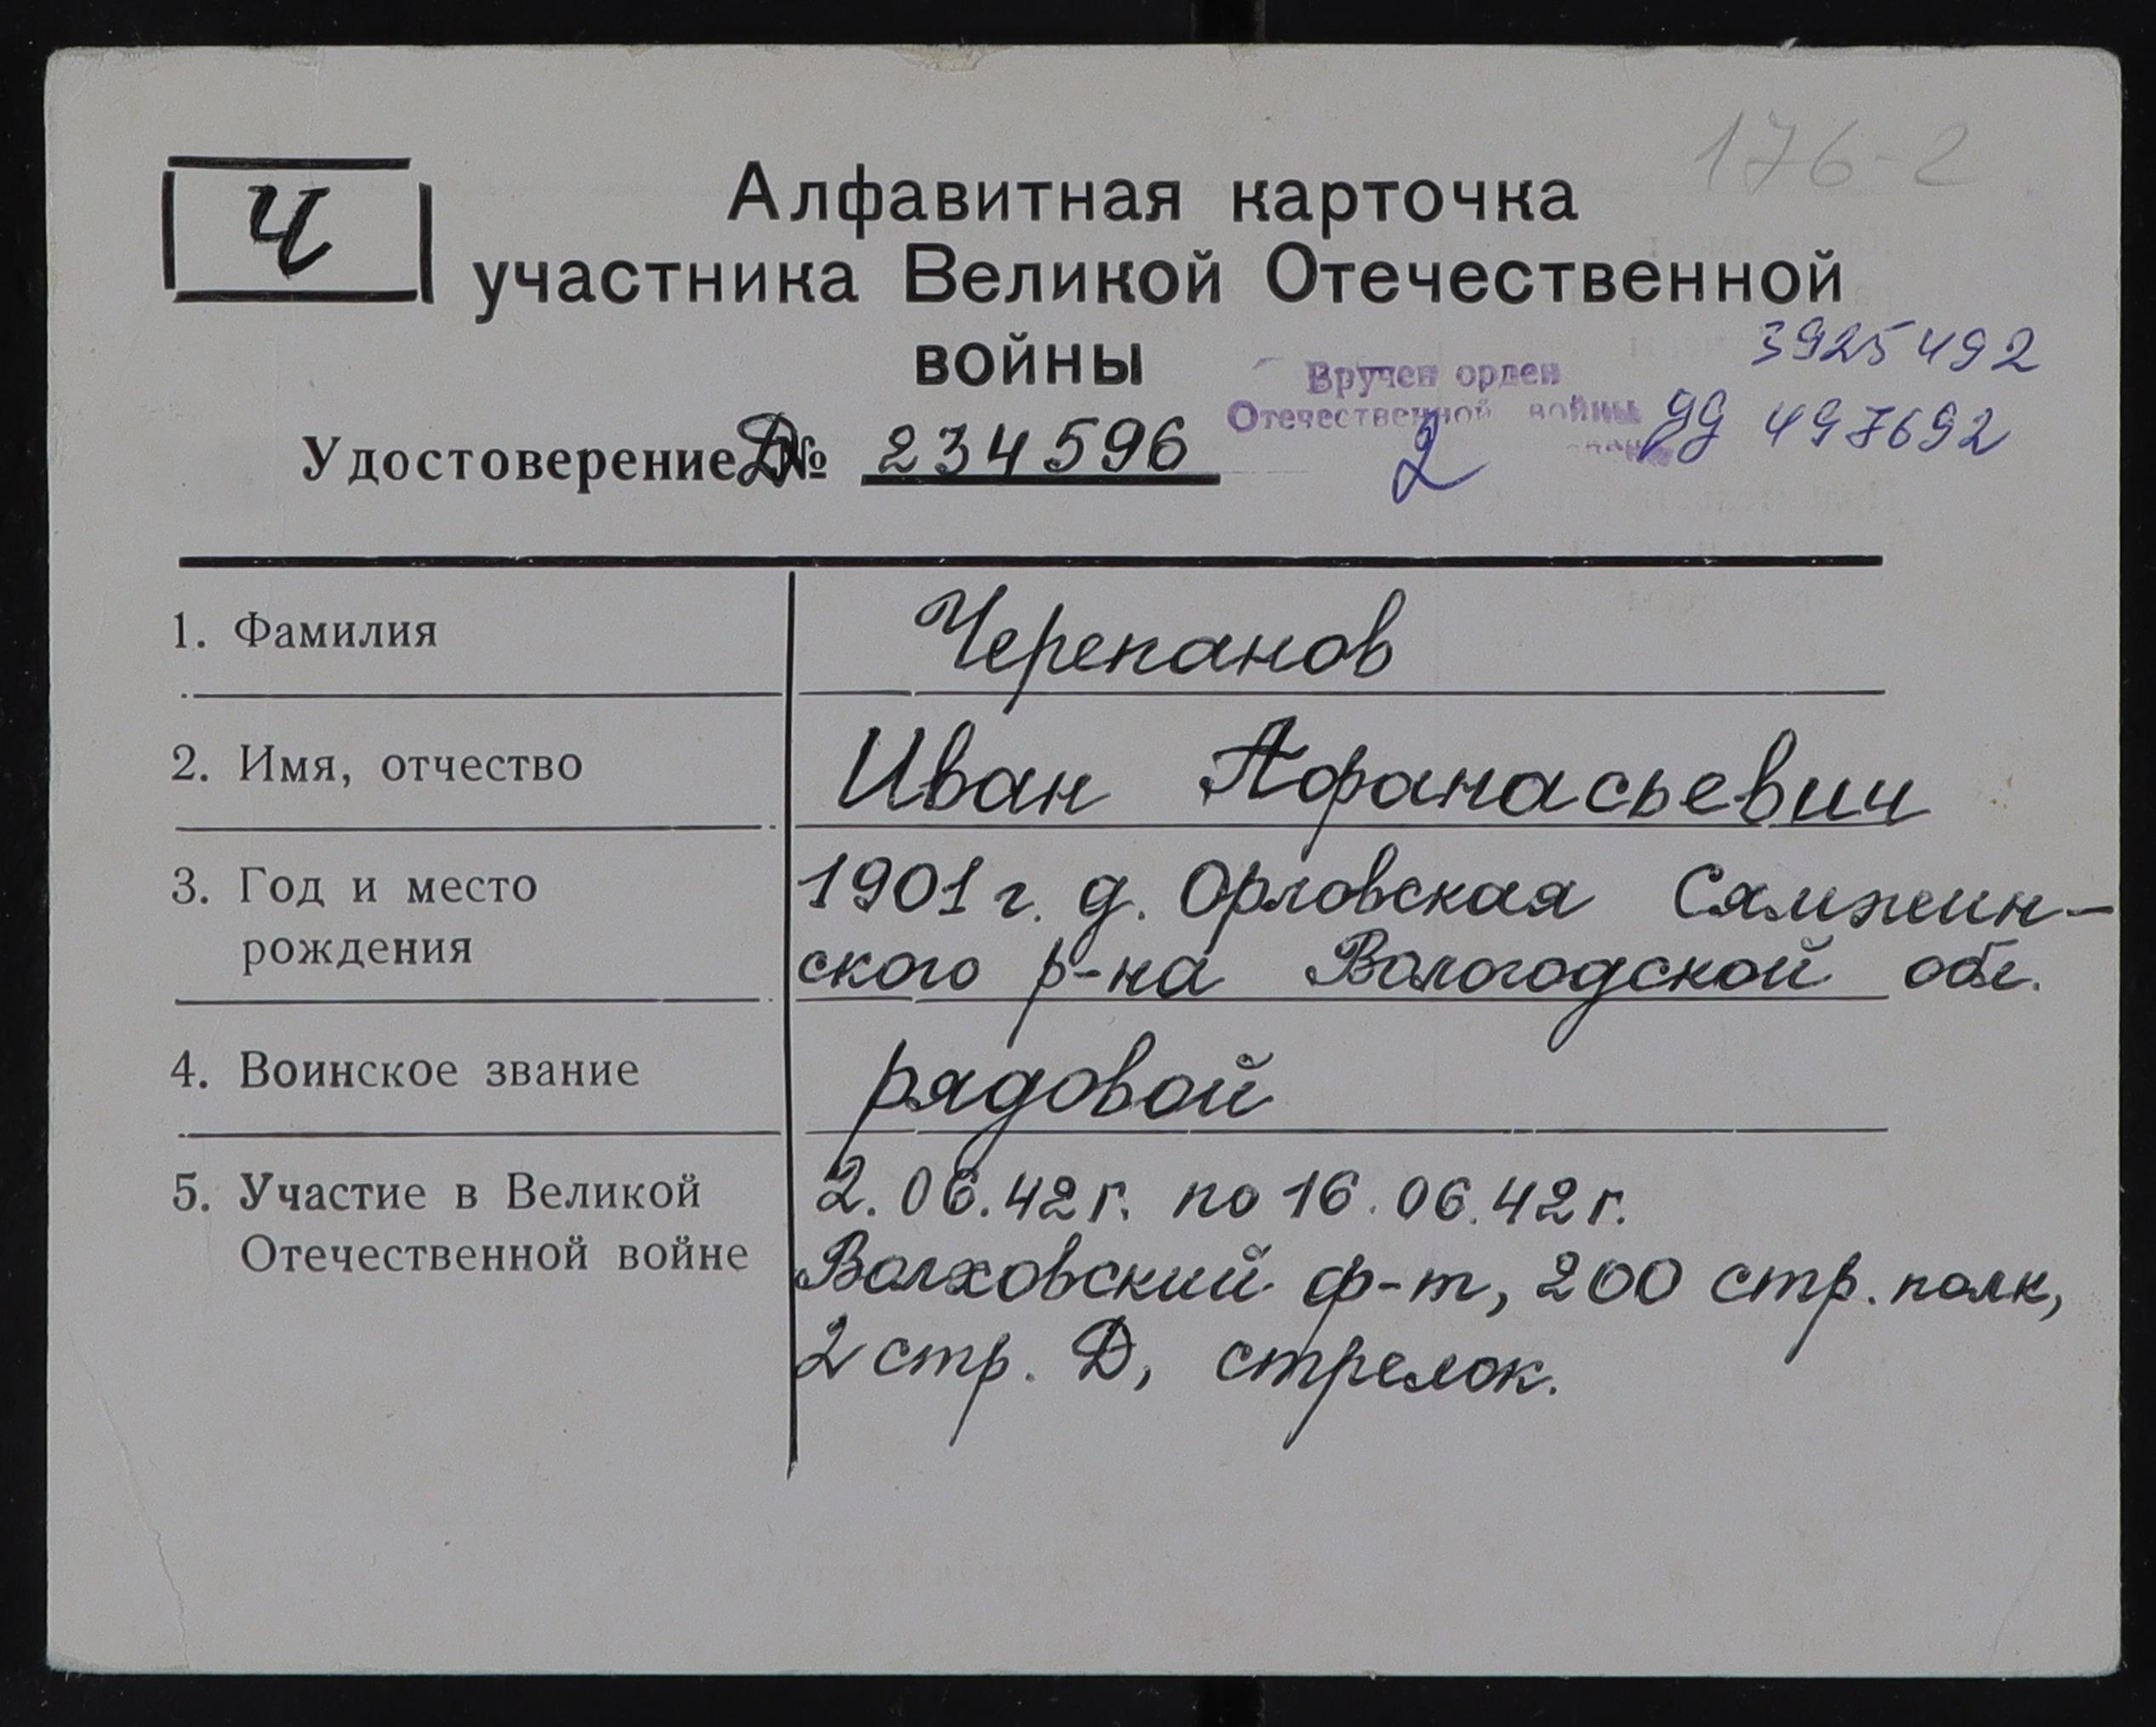 176-2
Ч
Алфавитная карточка
участника Великой Отечественной
войны
3925492
Вручен орден
Отечественной войны
2
497692
Удостоверение Д№ 234596
1. Фамилия
Черепанов
2. Имя, отчество
Иван Афанасьевич
3. Год и место
рождения
1901 г. д. Орловская Сямжин-
ского р-на Вологодской обл.
4. Воинское звание
рядовой
5. Участие в Великой
Отечественной войне
2.06.42 г. по 16.06.42 г.
Волховский ф-т, 200 стр. полк,
2 стр. Д, стрелок.